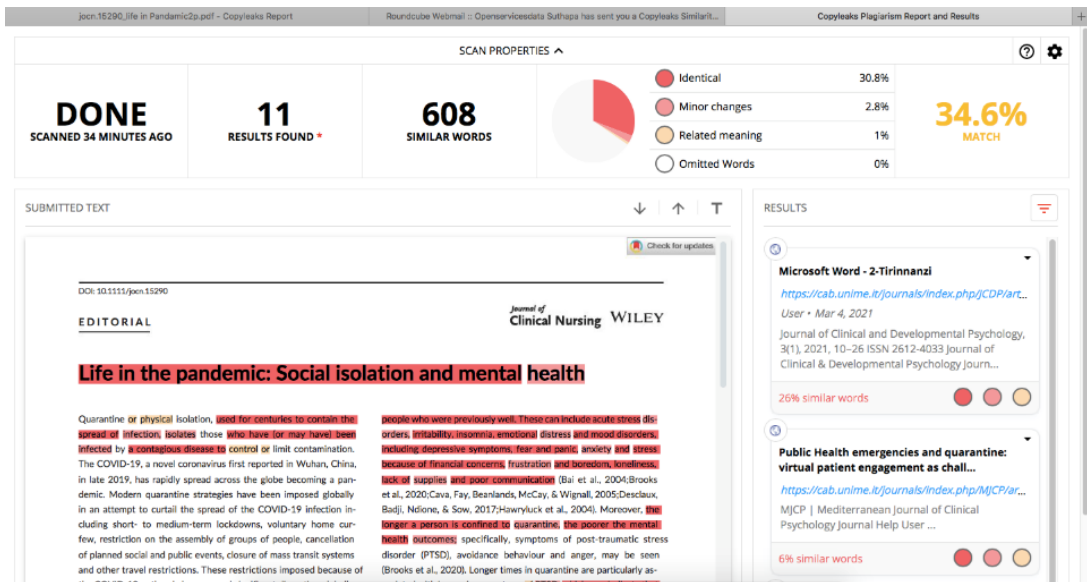 jocn.15290_life in Pandamic2p.pdf - Copyleaks Report
Roundcube Webmail :: Openservicesdata Suthapa has sent you a Copyleaks Similarit...
Copyleaks Plagiarism Report and Results
SCAN PROPERTIES
DONE
SCANNED 34 MINUTES AGO
11
RESULTS FOUND *
608
SIMILAR WORDS
Identical 30.8%
Minor changes 2.8%
Related meaning 1%
Omitted Words 0%
34.6%
MATCH
SUBMITTED TEXT
T
Check for updates
DOI: 10.1111/jocn.15290
EDITORIAL
Journal of
Clinical Nursing WILEY
Life in the pandemic: Social isolation and mental health
Quarantine or physical isolation, used for centuries to contain the
spread of infection, isolates those who have (or may have) been
infected by a contagious disease to control or limit contamination.
The COVID-19, a novel coronavirus first reported in Wuhan, China,
in late 2019, has rapidly spread across the globe becoming a pan-
demic. Modern quarantine strategies have been imposed globally
in an attempt to curtail the spread of the COVID-19 infection in-
cluding short- to medium-term lockdowns, voluntary home cur-
few, restriction on the assembly of groups of people, cancellation
of planned social and public events, closure of mass transit systems
and other travel restrictions. These restrictions imposed because of
people who were previously well. These can include acute stress dis-
orders, irritability, insomnia, emotional distress and mood disorders,
including depressive symptoms, fear and panic, anxiety and stress
because of financial concerns, frustration and boredom, loneliness,
lack of supplies and poor communication (Bai et al., 2004;Brooks
et al., 2020;Cava, Fay, Beanlands, McCay, & Wignall, 2005;Desclaux,
Badji, Ndione, & Sow, 2017;Hawryluck et al., 2004). Moreover, the
longer a person is confined to quarantine, the poorer the mental
health outcomes; specifically, symptoms of post-traumatic stress
disorder (PTSD), avoidance behaviour and anger, may be seen
(Brooks et al., 2020). Longer times in quarantine are particularly as-
RESULTS
Microsoft Word - 2-Tirinnanzi
https://cab.unime.it/journals/index.php/JCDP/art...
User • Mar 4, 2021
Journal of Clinical and Developmental Psychology,
3(1), 2021, 10–26 ISSN 2612-4033 Journal of
Clinical & Developmental Psychology Journ...
26% similar words
Public Health emergencies and quarantine:
virtual patient engagement as chall...
https://cab.unime.it/journals/index.php/MJCP/ar...
MJCP | Mediterranean Journal of Clinical
Psychology Journal Help User ...
6% similar words